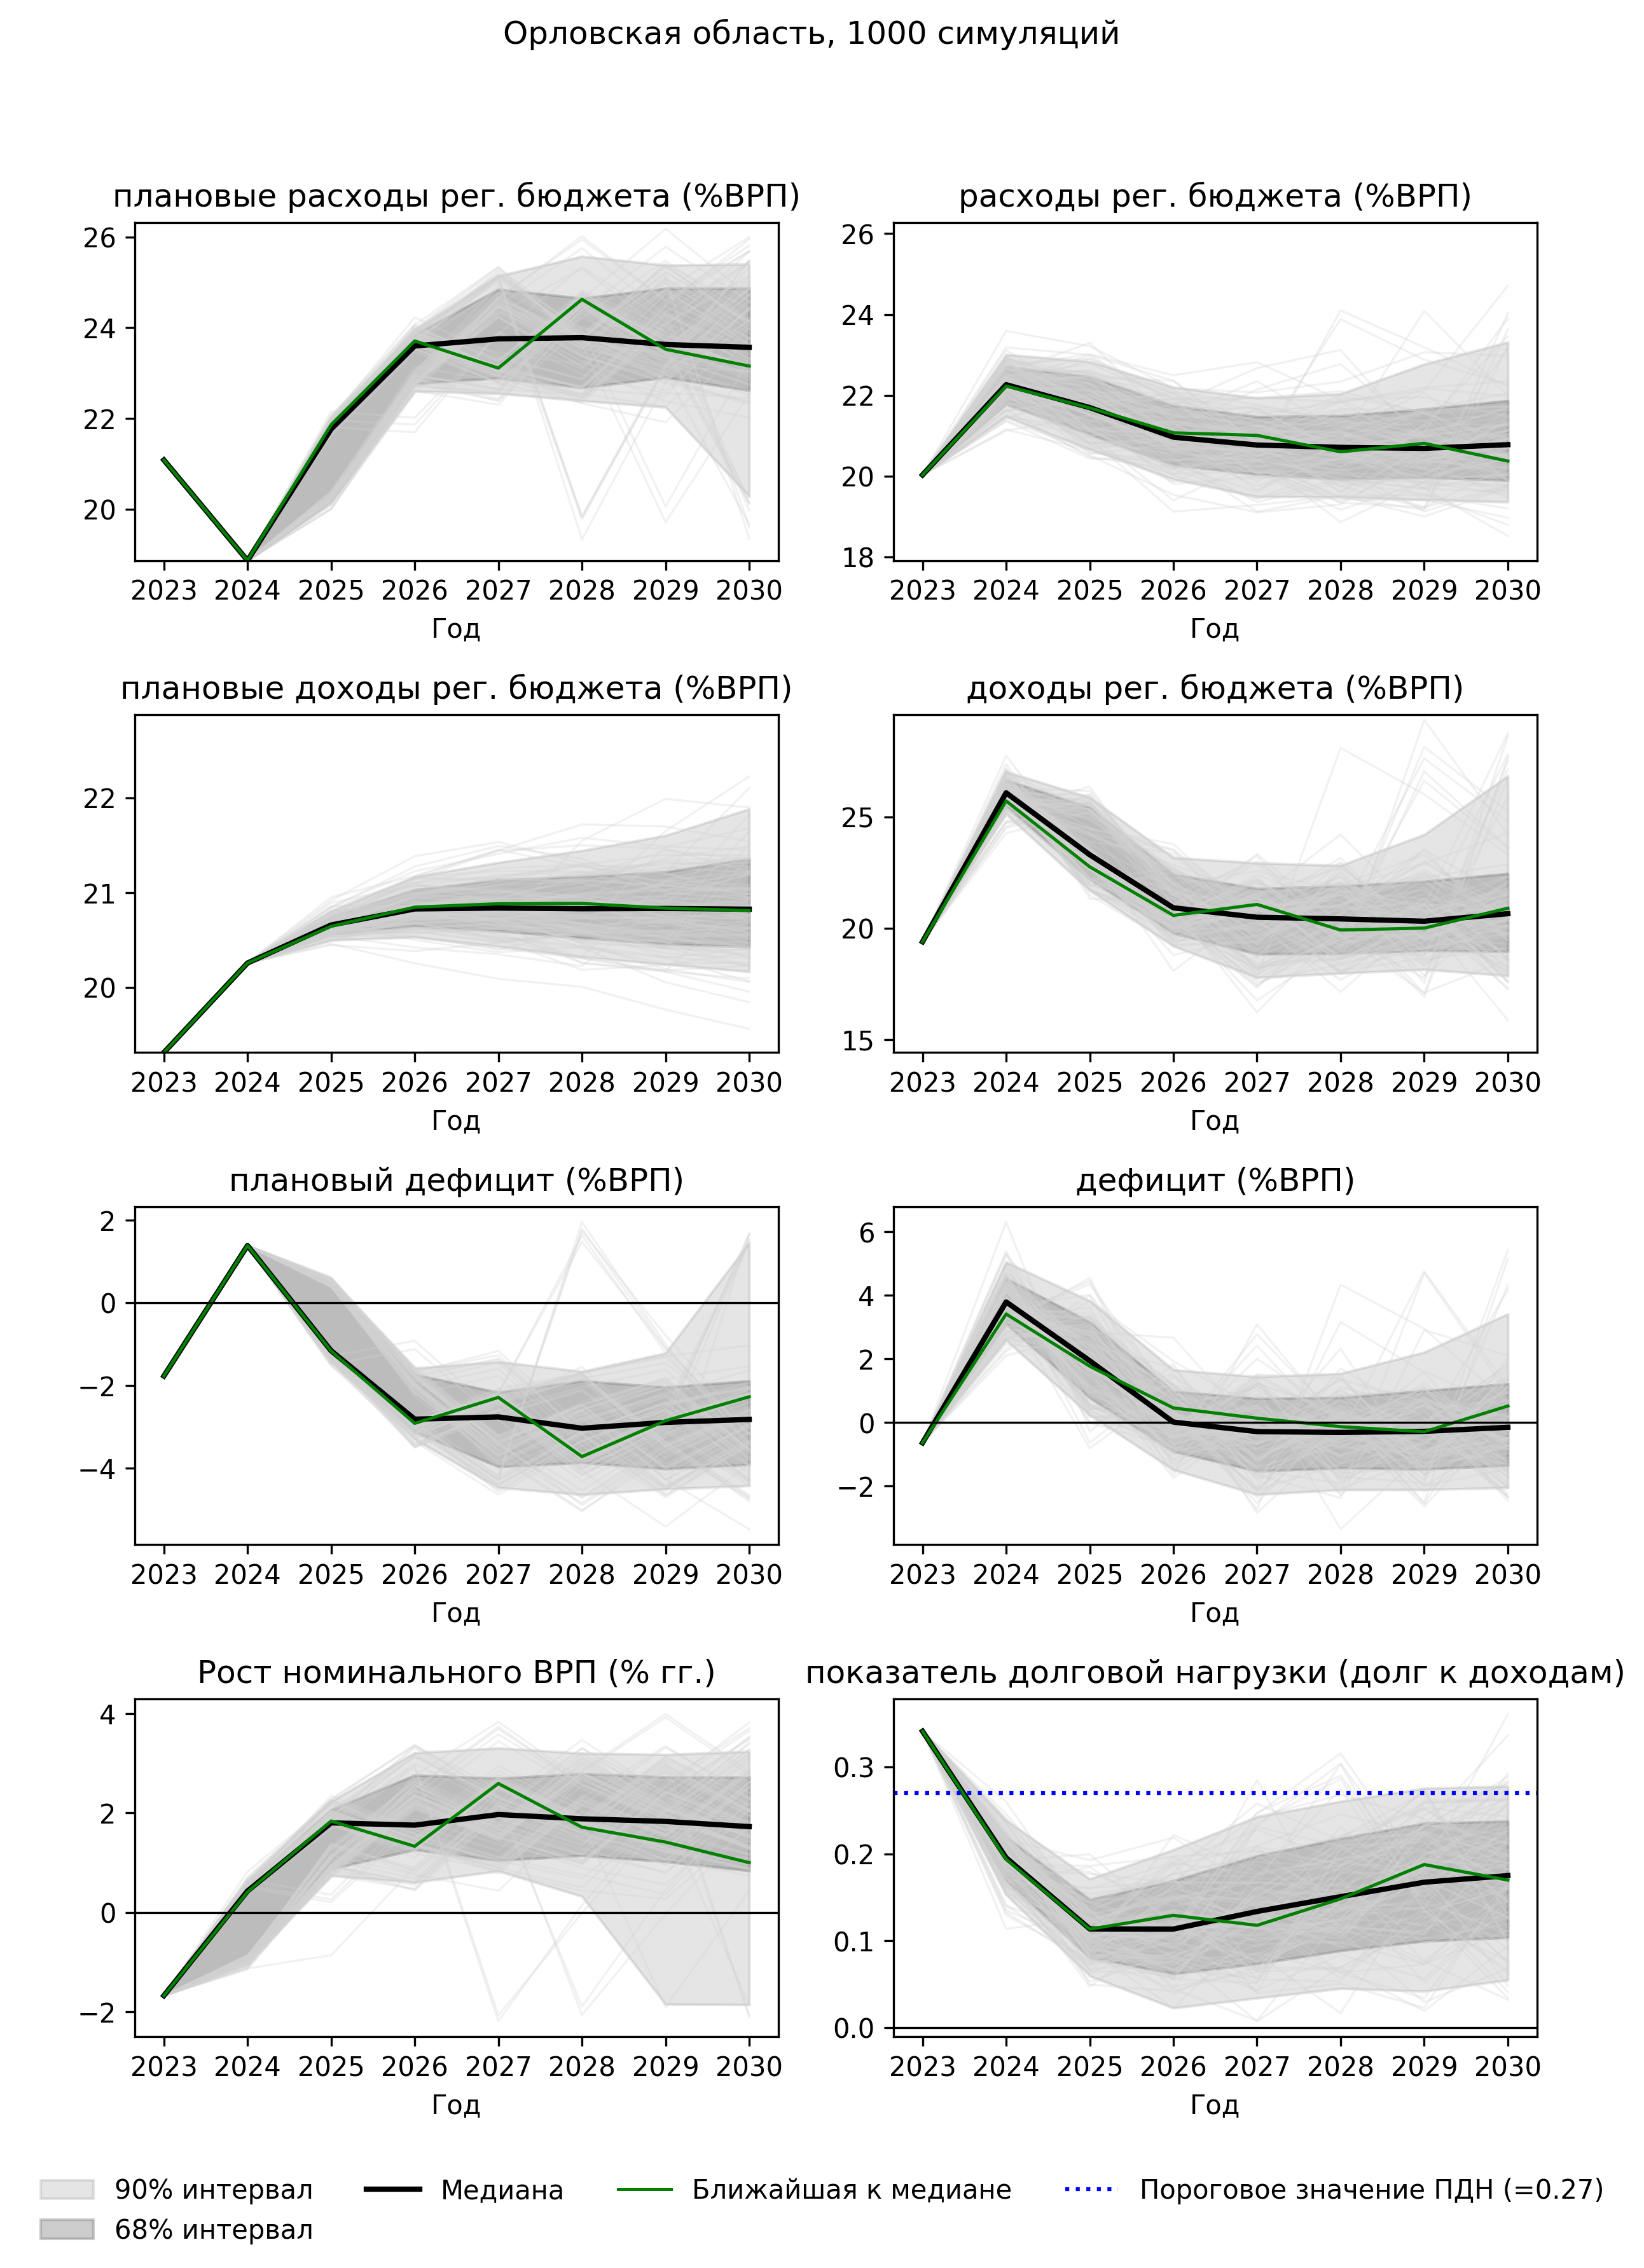 Орловская область, 1000 симуляций
плановые расходы рег. бюджета (%ВРП)
26
24
22
20
2023 2024 2025 2026 2027 2028 2029 2030
Год
расходы рег. бюджета (%ВРП)
26
24
22
20
18
2023 2024 2025 2026 2027 2028 2029 2030
Год
плановые доходы рег. бюджета (%ВРП)
22
21
20
2023 2024 2025 2026 2027 2028 2029 2030
Год
доходы рег. бюджета (%ВРП)
25
20
15
2023 2024 2025 2026 2027 2028 2029 2030
Год
плановый дефицит (%ВРП)
2
0
−2
−4
2023 2024 2025 2026 2027 2028 2029 2030
Год
дефицит (%ВРП)
6
4
2
0
−2
2023 2024 2025 2026 2027 2028 2029 2030
Год
Рост номинального ВРП (% гг.)
4
2
0
−2
2023 2024 2025 2026 2027 2028 2029 2030
Год
показатель долговой нагрузки (долг к доходам)
0.3
0.2
0.1
0.0
2023 2024 2025 2026 2027 2028 2029 2030
Год
90% интервал
68% интервал
Медиана
Ближайшая к медиане
Пороговое значение ПДН (=0.27)